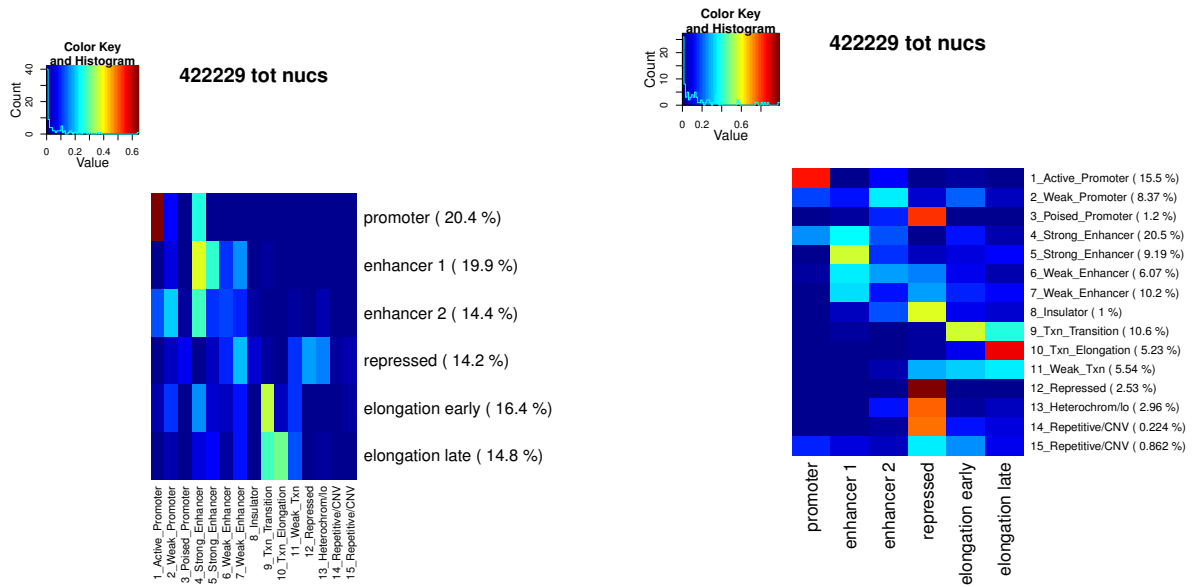 Color Key
and Histogram
422229 tot nucs
Count
0 20 40
0 0.2 0.4 0.6
Value
promoter ( 20.4 %)
enhancer 1 ( 19.9 %)
enhancer 2 ( 14.4 %)
repressed ( 14.2 %)
elongation early ( 16.4 %)
elongation late ( 14.8 %)
1_Active_Promoter
2_Weak_Promoter
3_Poised_Promoter
4_Strong_Enhancer
5_Strong_Enhancer
6_Weak_Enhancer
7_Weak_Enhancer
8_Insulator
9_Txn_Transition
10_Txn_Elongation
11_Weak_Txn
12_Repressed
13_Heterochrom/lo
14_Repetitive/CNV
15_Repetitive/CNV
Color Key
and Histogram
422229 tot nucs
Count
0 10 20
0 0.2 0.6
Value
1_Active_Promoter ( 15.5 %)
2_Weak_Promoter ( 8.37 %)
3_Poised_Promoter ( 1.2 %)
4_Strong_Enhancer ( 20.5 %)
5_Strong_Enhancer ( 9.19 %)
6_Weak_Enhancer ( 6.07 %)
7_Weak_Enhancer ( 10.2 %)
8_Insulator ( 1 %)
9_Txn_Transition ( 10.6 %)
10_Txn_Elongation ( 5.23 %)
11_Weak_Txn ( 5.54 %)
12_Repressed ( 2.53 %)
13_Heterochrom/lo ( 2.96 %)
14_Repetitive/CNV ( 0.224 %)
15_Repetitive/CNV ( 0.862 %)
promoter
enhancer 1
enhancer 2
repressed
elongation early
elongation late